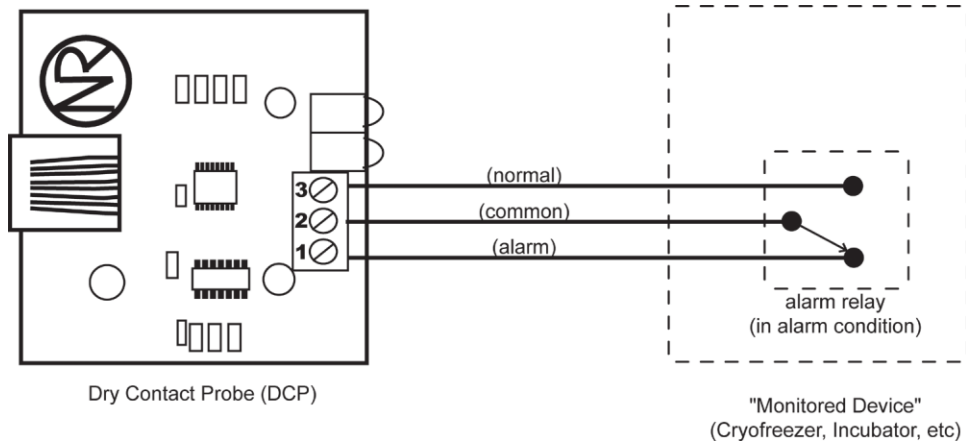 NR
3
2
1
(normal)
(common)
(alarm)
alarm relay
(in alarm condition)
Dry Contact Probe (DCP)
"Monitored Device"
(Cryofreezer, Incubator, etc)